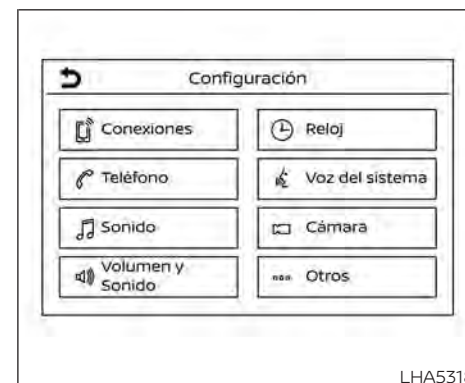 Configuración
Conexiones
Reloj
Teléfono
Voz del sistema
Sonido
Cámara
Volumen y
Sonido
Otros